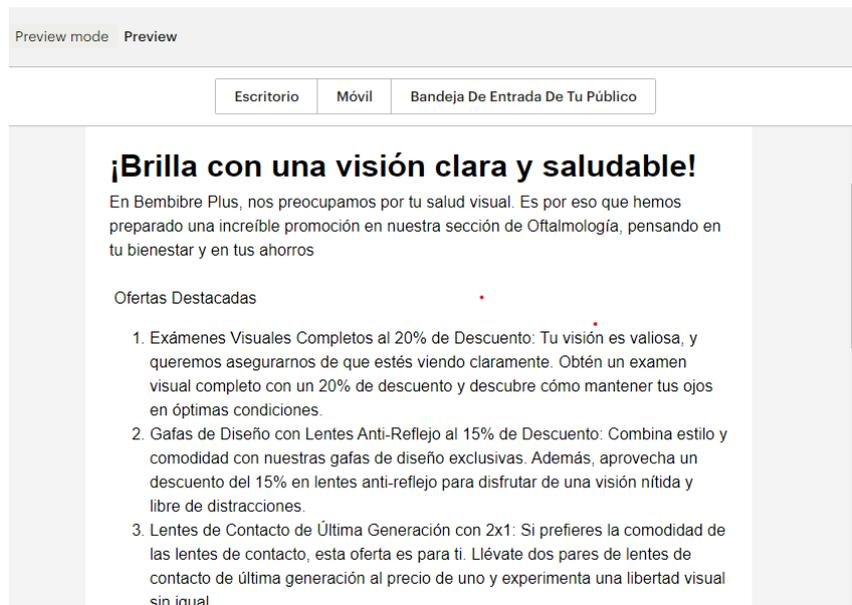 Preview mode Preview
Escritorio Móvil Bandeja De Entrada De Tu Público
¡Brilla con una visión clara y saludable!
En Bembibre Plus, nos preocupamos por tu salud visual. Es por eso que hemos
preparado una increíble promoción en nuestra sección de Oftalmología, pensando en
tu bienestar y en tus ahorros
Ofertas Destacadas
1. Exámenes Visuales Completos al 20% de Descuento: Tu visión es valiosa, y
queremos asegurarnos de que estés viendo claramente. Obtén un examen
visual completo con un 20% de descuento y descubre cómo mantener tus ojos
en óptimas condiciones.
2. Gafas de Diseño con Lentes Anti-Reflejo al 15% de Descuento: Combina estilo y
comodidad con nuestras gafas de diseño exclusivas. Además, aprovecha un
descuento del 15% en lentes anti-reflejo para disfrutar de una visión nítida y
libre de distracciones.
3. Lentes de Contacto de Última Generación con 2x1: Si prefieres la comodidad de
las lentes de contacto, esta oferta es para ti. Llévate dos pares de lentes de
contacto de última generación al precio de uno y experimenta una libertad visual
sin igual